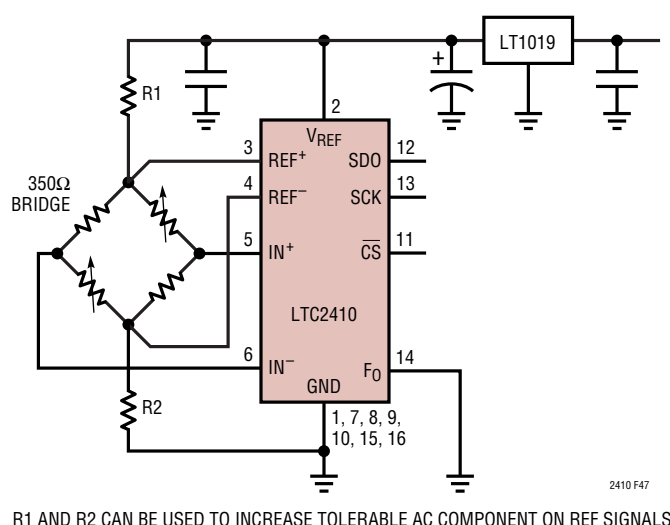 LT1019
+
R1
2
V_REF
3
REF+
SDO
12
4
REF−
SCK
13
350Ω
BRIDGE
5
IN+
C̅S̅
11
LTC2410
6
IN−
F_O
14
GND
R2
1, 7, 8, 9,
10, 15, 16
2410 F47
R1 AND R2 CAN BE USED TO INCREASE TOLERABLE AC COMPONENT ON REF SIGNALS